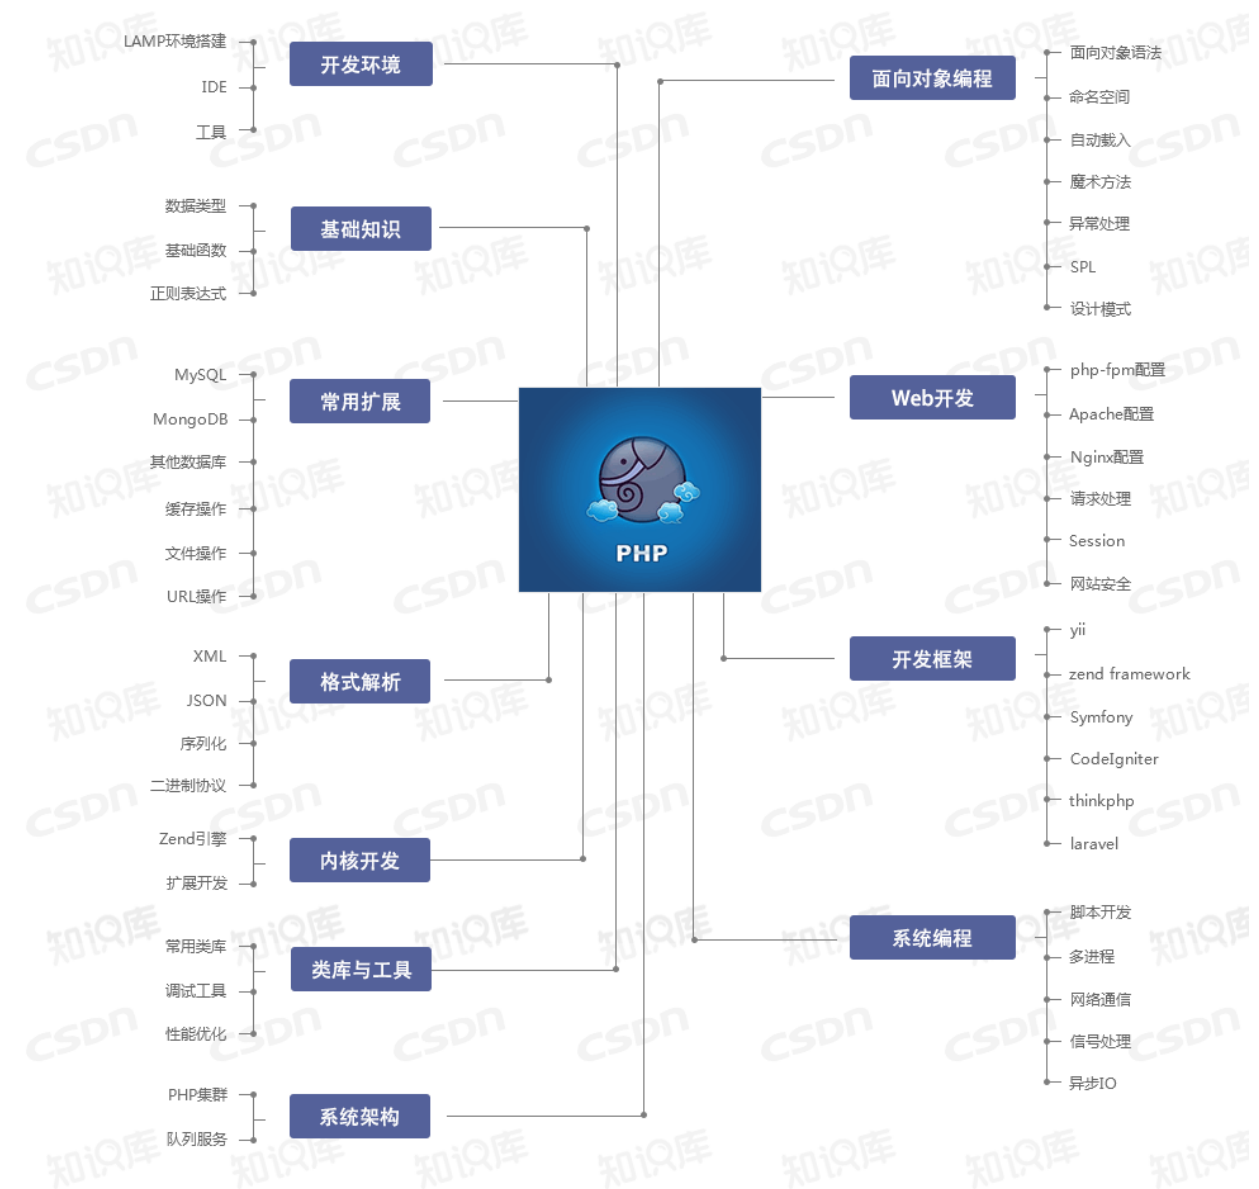 LAMP环境搭建
IDE
工具
开发环境
数据类型
基础函数
正则表达式
基础知识
MySQL
MongoDB
其他数据库
缓存操作
文件操作
URL操作
常用扩展
XML
JSON
序列化
二进制协议
格式解析
Zend引擎
扩展开发
内核开发
常用类库
调试工具
性能优化
类库与工具
PHP集群
队列服务
系统架构
PHP
面向对象编程
面向对象语法
命名空间
自动载入
魔术方法
异常处理
SPL
设计模式
Web开发
php-fpm配置
Apache配置
Nginx配置
请求处理
Session
网站安全
开发框架
yii
zend framework
Symfony
CodeIgniter
thinkphp
laravel
系统编程
脚本开发
多进程
网络通信
信号处理
异步IO
知识库
CSDN